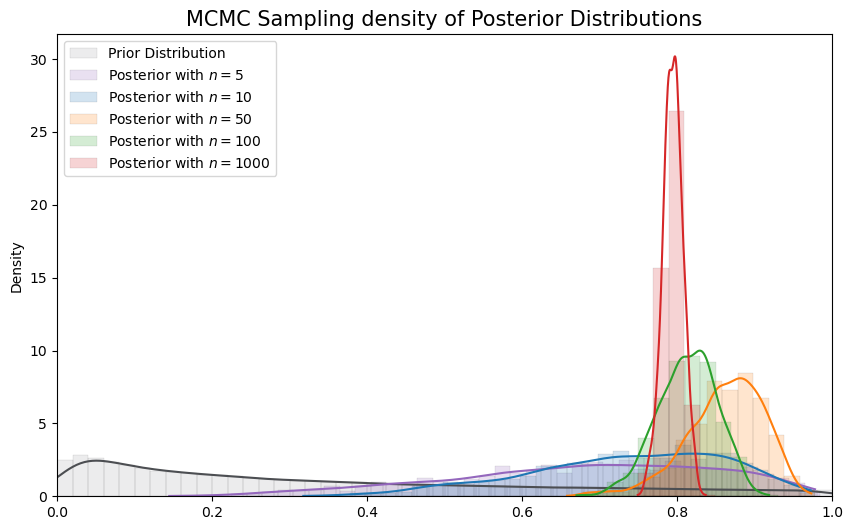 MCMC Sampling density of Posterior Distributions
Prior Distribution
Posterior with n = 5
Posterior with n = 10
Posterior with n = 50
Posterior with n = 100
Posterior with n = 1000
Density
30
25
20
15
10
5
0
0.0 0.2 0.4 0.6 0.8 1.0